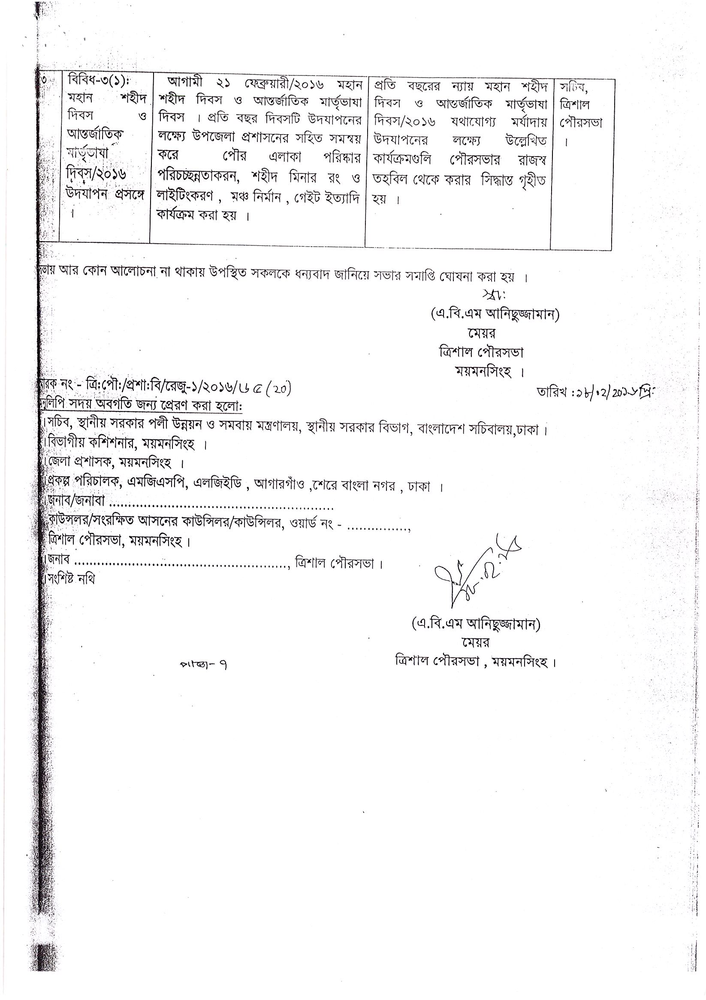 ৩
বিবিধ-৩(১)ঃ
মহান শহীদ
দিবস ও
আন্তর্জাতিক
মার্তৃভাষা
দিবস/২০১৬
উদযাপন প্রসঙ্গে
।
আগামী ২১ ফেব্রুয়ারী/২০১৬ মহান
শহীদ দিবস ও আন্তর্জাতিক মার্তৃভাষা
দিবস । প্রতি বছর দিবসটি উদযাপনের
লক্ষ্যে উপজেলা প্রশাসনের সহিত সমন্বয়
করে পৌর এলাকা পরিষ্কার
পরিচচ্ছন্নতাকরন, শহীদ মিনার রং ও
লাইটিংকরণ , মঞ্চ নির্মান , গেইট ইত্যাদি
কার্যক্রম করা হয় ।
প্রতি বছরের ন্যায় মহান শহীদ
দিবস ও আন্তর্জাতিক মার্তৃভাষা
দিবস/২০১৬ যথাযোগ্য মর্যাদায়
উদযাপনের লক্ষ্যে উল্লেখিত
কার্যক্রমগুলি পৌরসভার রাজস্ব
তহবিল থেকে করার সিদ্ধান্ত গৃহীত
হয় ।
সচিব,
ত্রিশাল
পৌরসভা
।
ভায় আর কোন আলোচনা না থাকায় উপস্থিত সকলকে ধন্যবাদ জানিয়ে সভার সমাপ্তি ঘোষনা করা হয় ।
স্বা:
(এ.বি.এম আনিছুজ্জামান)
মেয়র
ত্রিশাল পৌরসভা
ময়মনসিংহ ।
ারক নং - ত্রি:পৌ:/প্রশা:বি/রেজু-১/২০১৬/৬৫ (২০)
তারিখ :১৮/০২/২০১৬খ্রি:
নুলিপি সদয় অবগতি জন্য প্রেরণ করা হলো:
।সচিব, স্থানীয় সরকার পলী উন্নয়ন ও সমবায় মন্ত্রণালয়, স্থানীয় সরকার বিভাগ, বাংলাদেশ সচিবালয়,ঢাকা ।
।বিভাগীয় কশিশনার, ময়মনসিংহ ।
।জেলা প্রশাসক, ময়মনসিংহ ।
।প্রকল্প পরিচালক, এমজিএসপি, এলজিইডি , আগারগাঁও ,শেরে বাংলা নগর , ঢাকা ।
।জনাব/জনাবা ............................................................
কাউন্সলর/সংরক্ষিত আসনের কাউন্সিলর/কাউন্সিলর, ওয়ার্ড নং - ................,
ত্রিশাল পৌরসভা, ময়মনসিংহ ।
।জনাব ........................................................., ত্রিশাল পৌরসভা ।
।সংশিষ্ট নথি
(এ.বি.এম আনিছুজ্জামান)
মেয়র
ত্রিশাল পৌরসভা , ময়মনসিংহ ।
পাতা- ৭